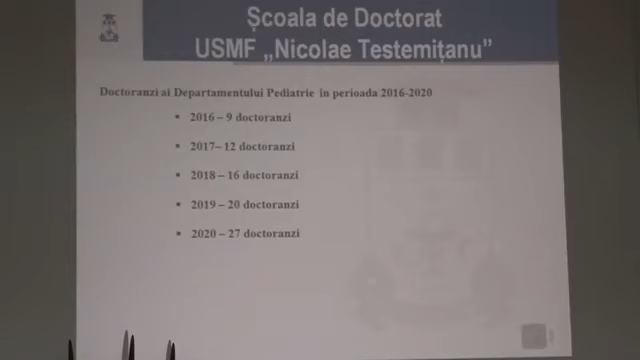 Școala de Doctorat
USMF „Nicolae Testemițanu”
Doctoranzi ai Departamentului Pediatrie în perioada 2016-2020
▪ 2016 – 9 doctoranzi
▪ 2017– 12 doctoranzi
▪ 2018 – 16 doctoranzi
▪ 2019 – 20 doctoranzi
▪ 2020 – 27 doctoranzi